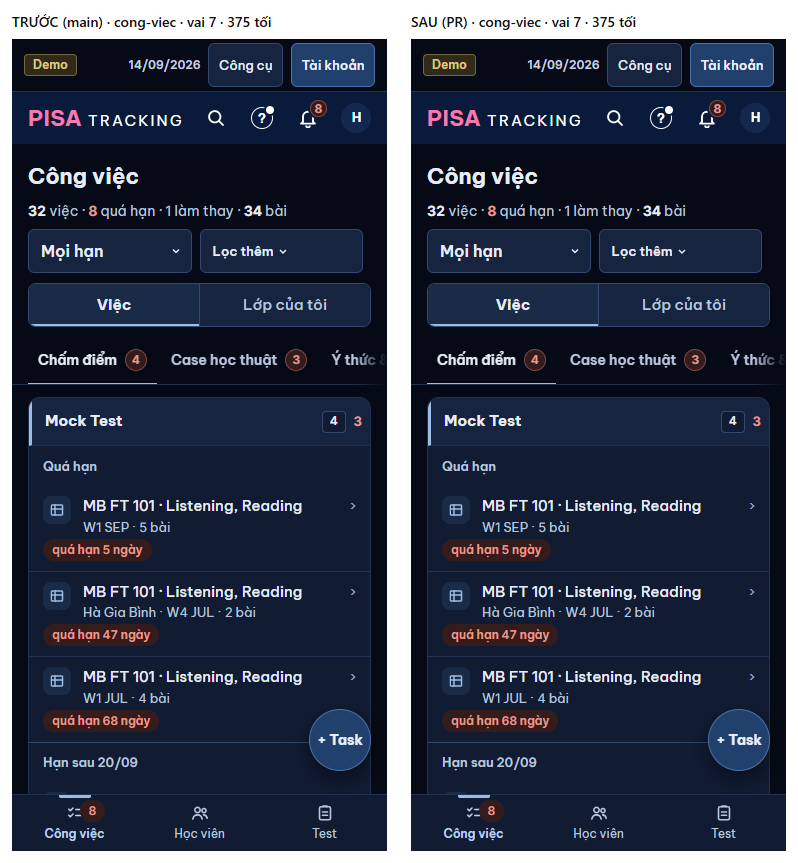 TRƯỚC (main) · cong-viec · vai 7 · 375 tối
Demo 14/09/2026 Công cụ Tài khoản
PISA TRACKING ? 8 H
Công việc
32 việc · 8 quá hạn · 1 làm thay · 34 bài
Mọi hạn Lọc thêm
Việc Lớp của tôi
Chấm điểm 4 Case học thuật 3 Ý thức
Mock Test 4 3
Quá hạn
MB FT 101 · Listening, Reading
W1 SEP · 5 bài
quá hạn 5 ngày
MB FT 101 · Listening, Reading
Hà Gia Bình · W4 JUL · 2 bài
quá hạn 47 ngày
MB FT 101 · Listening, Reading
W1 JUL · 4 bài
quá hạn 68 ngày
+ Task
Hạn sau 20/09
8
Công việc Học viên Test
SAU (PR) · cong-viec · vai 7 · 375 tối
Demo 14/09/2026 Công cụ Tài khoản
PISA TRACKING ? 8 H
Công việc
32 việc · 8 quá hạn · 1 làm thay · 34 bài
Mọi hạn Lọc thêm
Việc Lớp của tôi
Chấm điểm 4 Case học thuật 3 Ý thức
Mock Test 4 3
Quá hạn
MB FT 101 · Listening, Reading
W1 SEP · 5 bài
quá hạn 5 ngày
MB FT 101 · Listening, Reading
Hà Gia Bình · W4 JUL · 2 bài
quá hạn 47 ngày
MB FT 101 · Listening, Reading
W1 JUL · 4 bài
quá hạn 68 ngày
+ Task
Hạn sau 20/09
8
Công việc Học viên Test